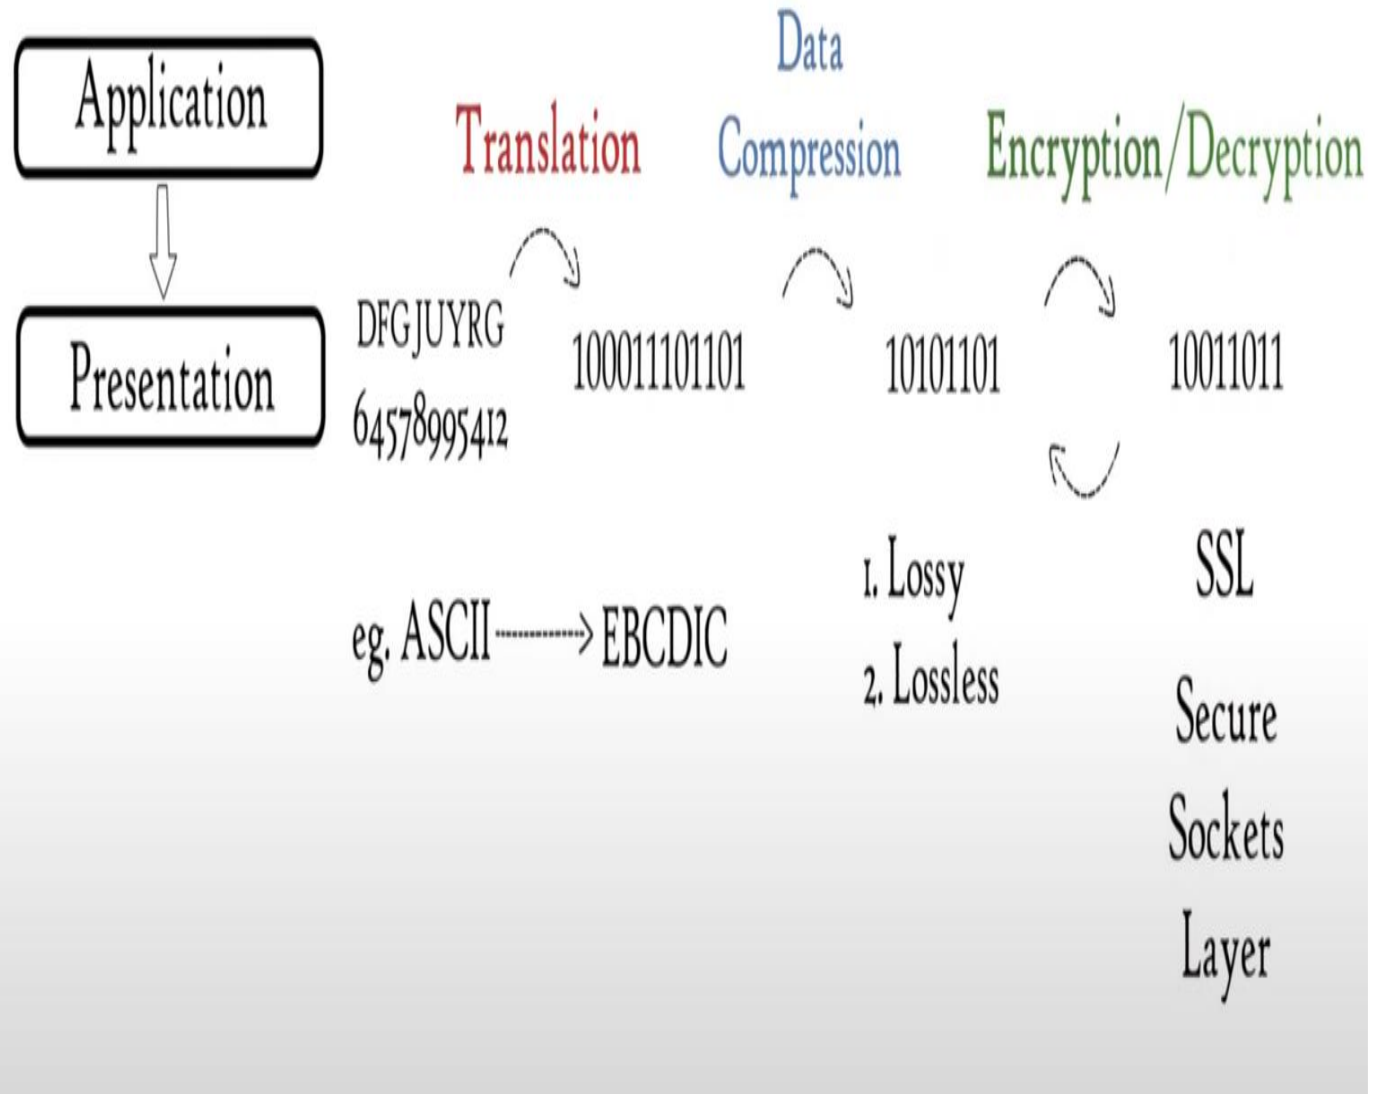 Application
Presentation
Translation
DFGJUYRG
64578995412
100011101101
eg. ASCII EBCDIC
Data
Compression
10101101
1. Lossy
2. Lossless
Encryption/Decryption
10011011
SSL
Secure
Sockets
Layer